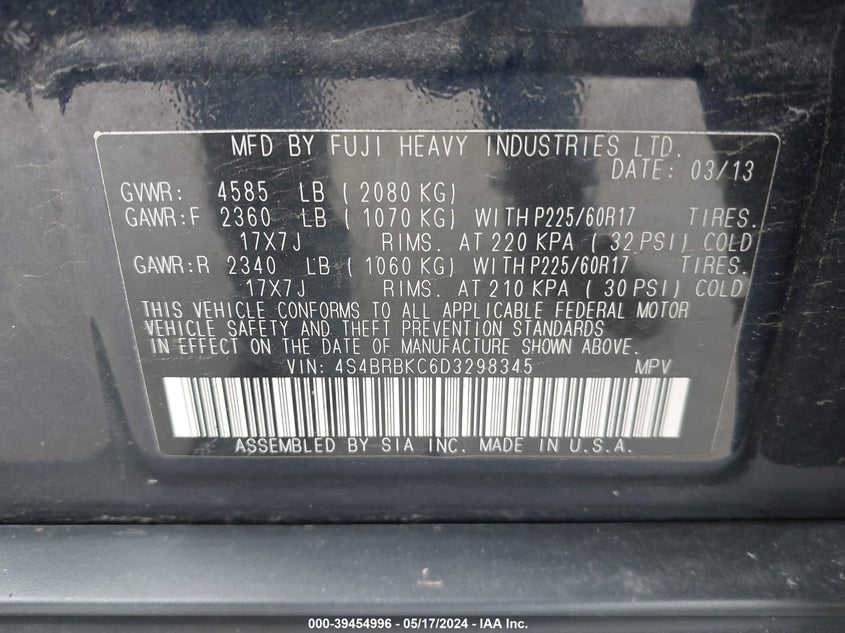 MFD BY FUJI HEAVY INDUSTRIES LTD.
DATE: 03/13
GVWR: 4585 LB ( 2080 KG)
GAWR:F 2360 LB ( 1070 KG) WITH P225/60R17 TIRES.
17X7J RIMS. AT 220 KPA ( 32 PSI) COLD
GAWR:R 2340 LB ( 1060 KG) WITH P225/60R17 TIRES.
17X7J RIMS. AT 210 KPA ( 30 PSI) COLD
THIS VEHICLE CONFORMS TO ALL APPLICABLE FEDERAL MOTOR
VEHICLE SAFETY AND THEFT PREVENTION STANDARDS
IN EFFECT ON THE DATE OF MANUFACTURE SHOWN ABOVE.
VIN: 4S4BRBKC6D3298345 MPV
ASSEMBLED BY SIA INC. MADE IN U.S.A.
000-39454996 - 05/17/2024 - IAA Inc.